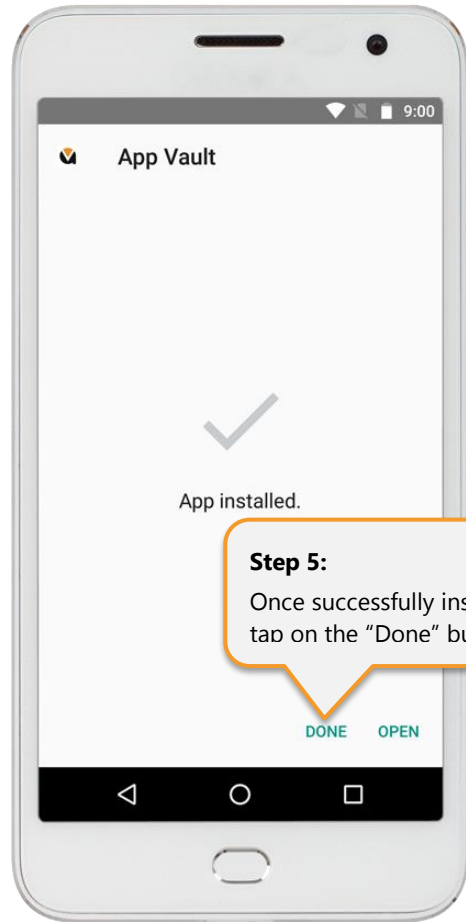 9:00
App Vault
App installed.
Step 5:
Once successfully
tap on the “Done”
DONE OPEN